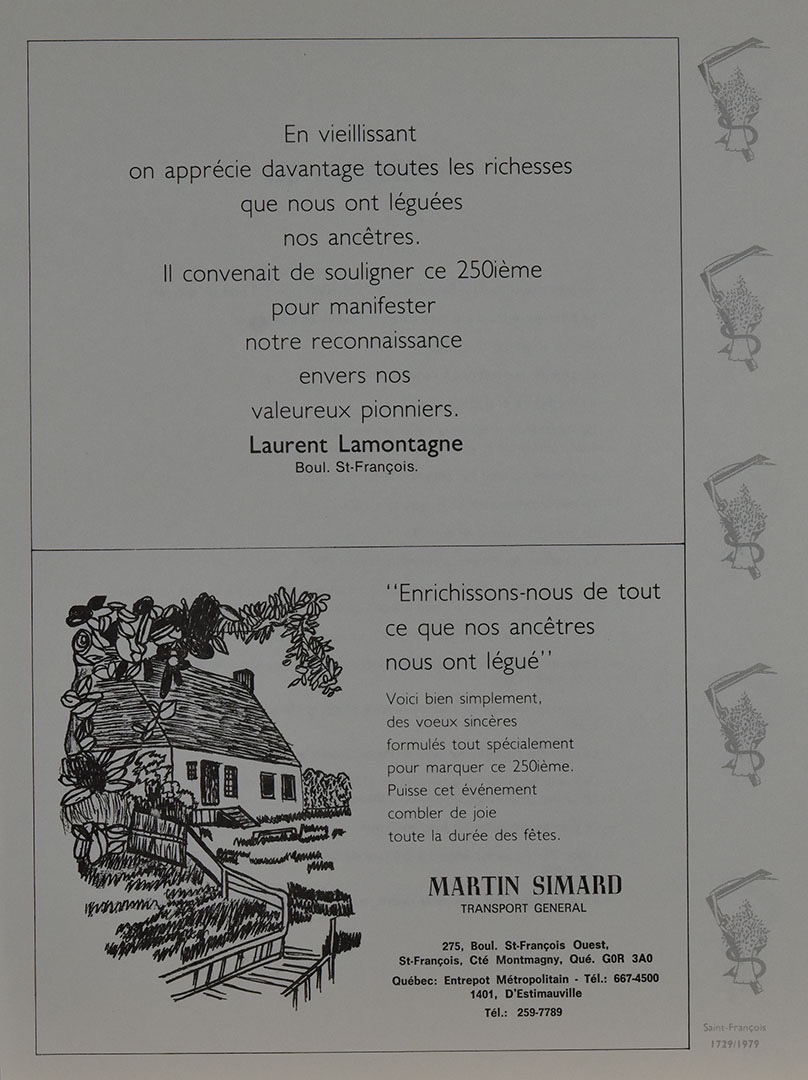 En vieillissant
on apprécie davantage toutes les richesses
que nous ont léguées
nos ancêtres.
Il convenait de souligner ce 250ième
pour manifester
notre reconnaissance
envers nos
valeureux pionniers.
Laurent Lamontagne
Boul. St-François.
''Enrichissons-nous de tout
ce que nos ancêtres
nous ont légué''
Voici bien simplement,
des voeux sincères
formulés tout spécialement
pour marquer ce 250ième.
Puisse cet événement
combler de joie
toute la durée des fêtes.
MARTIN SIMARD
TRANSPORT GENERAL
275, Boul. St-François Ouest,
St-François, Cté Montmagny, Qué. G0R 3A0
Québec: Entrepot Métropolitain - Tél.: 667-4500
1401, D'Estimauville
Tél.: 259-7789
Saint-François
1729/1979